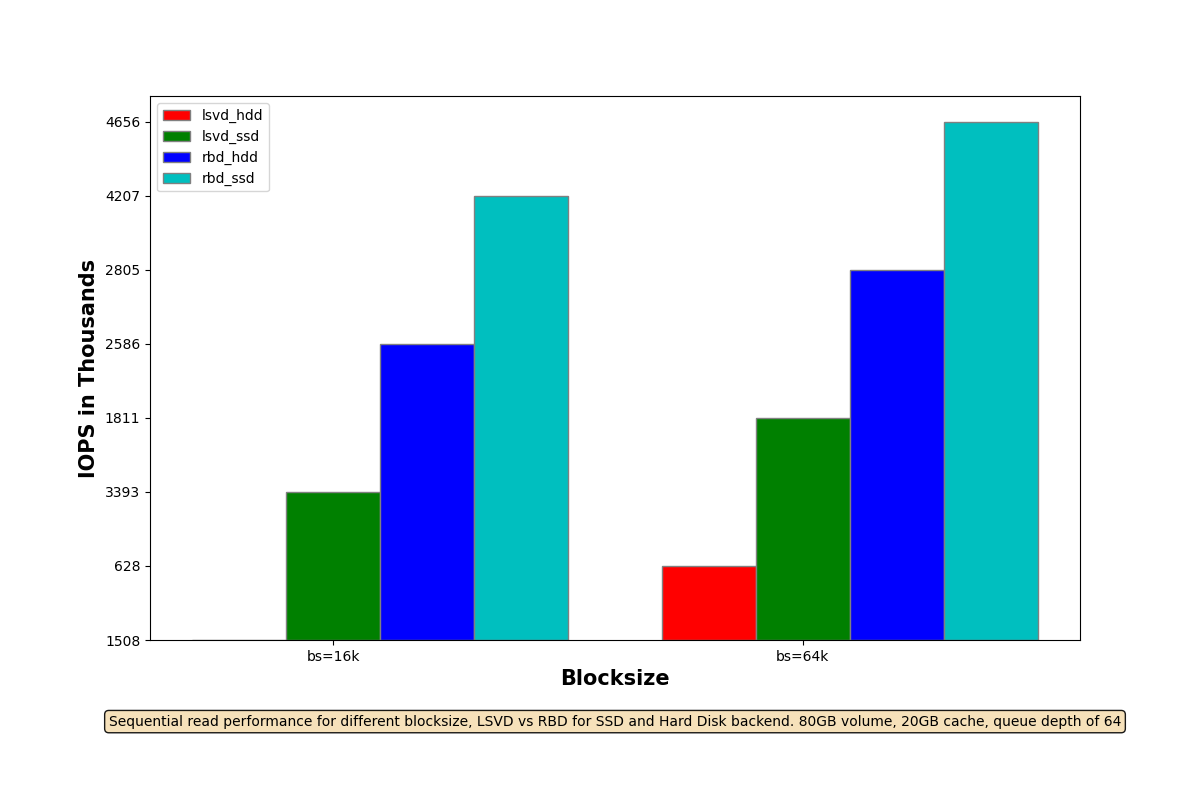 lsvd_hdd
lsvd_ssd
rbd_hdd
rbd_ssd
4656
4207
2805
2586
1811
3393
628
1508
IOPS in Thousands
bs=16k
bs=64k
Blocksize
Sequential read performance for different blocksize, LSVD vs RBD for SSD and Hard Disk backend. 80GB volume, 20GB cache, queue depth of 64